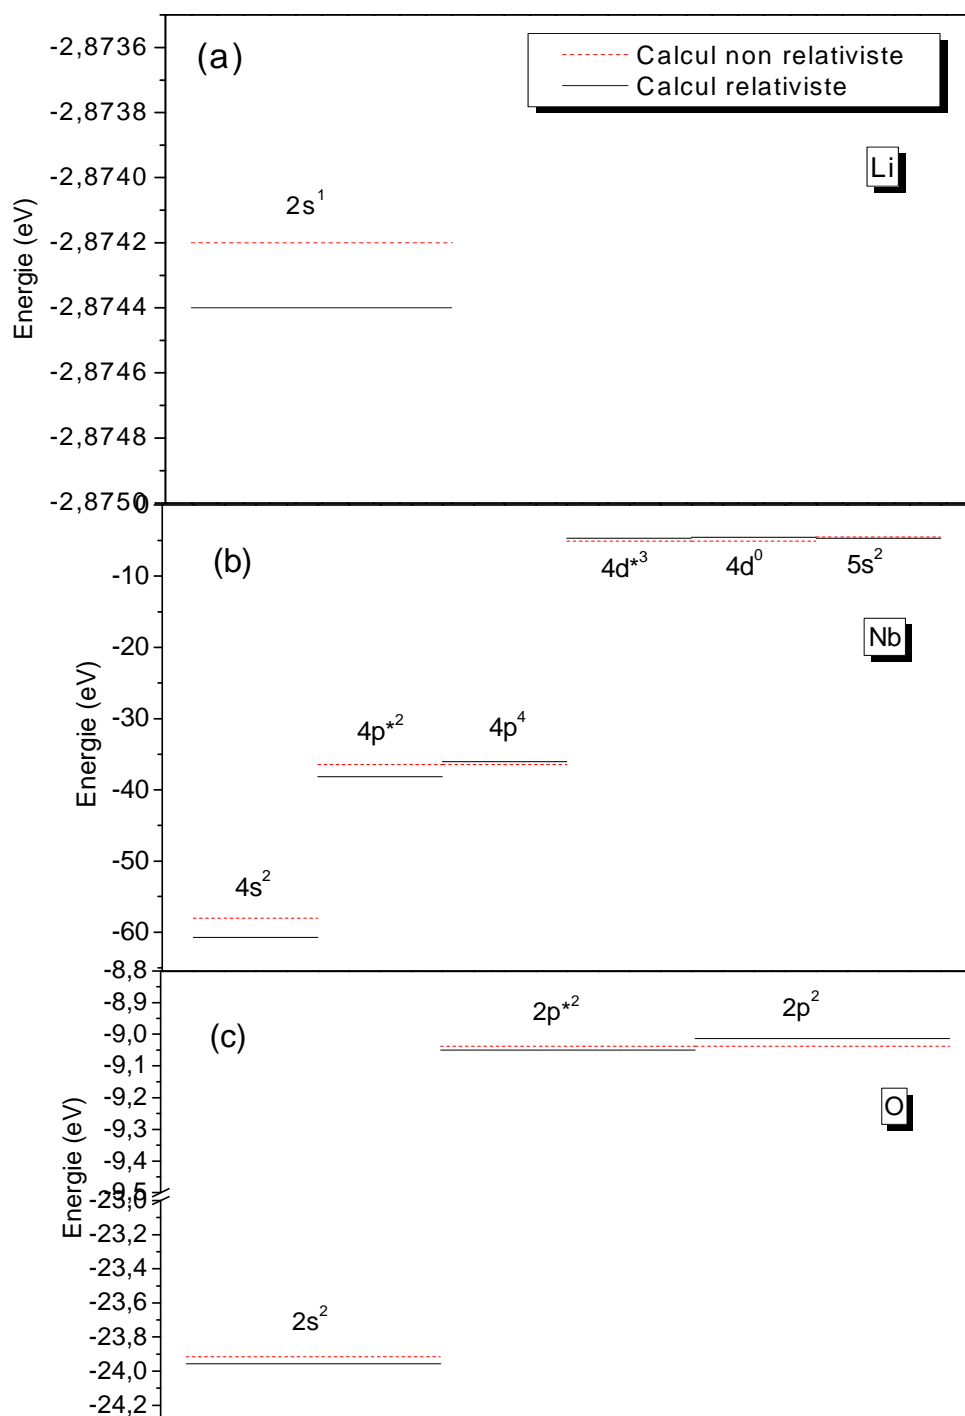 (a)
Calcul non relativiste
Calcul relativiste
Li
2s¹
Energie (eV)
-2,8736
-2,8738
-2,8740
-2,8742
-2,8744
-2,8746
-2,8748
-2,8750
(b)
Nb
4d*³
4d⁰
5s²
4p*²
4p⁴
4s²
Energie (eV)
0
-10
-20
-30
-40
-50
-60
(c)
O
2p*²
2p²
2s²
Energie (eV)
-8,8
-8,9
-9,0
-9,1
-9,2
-9,3
-9,4
-9,5
-23,0
-23,2
-23,4
-23,6
-23,8
-24,0
-24,2